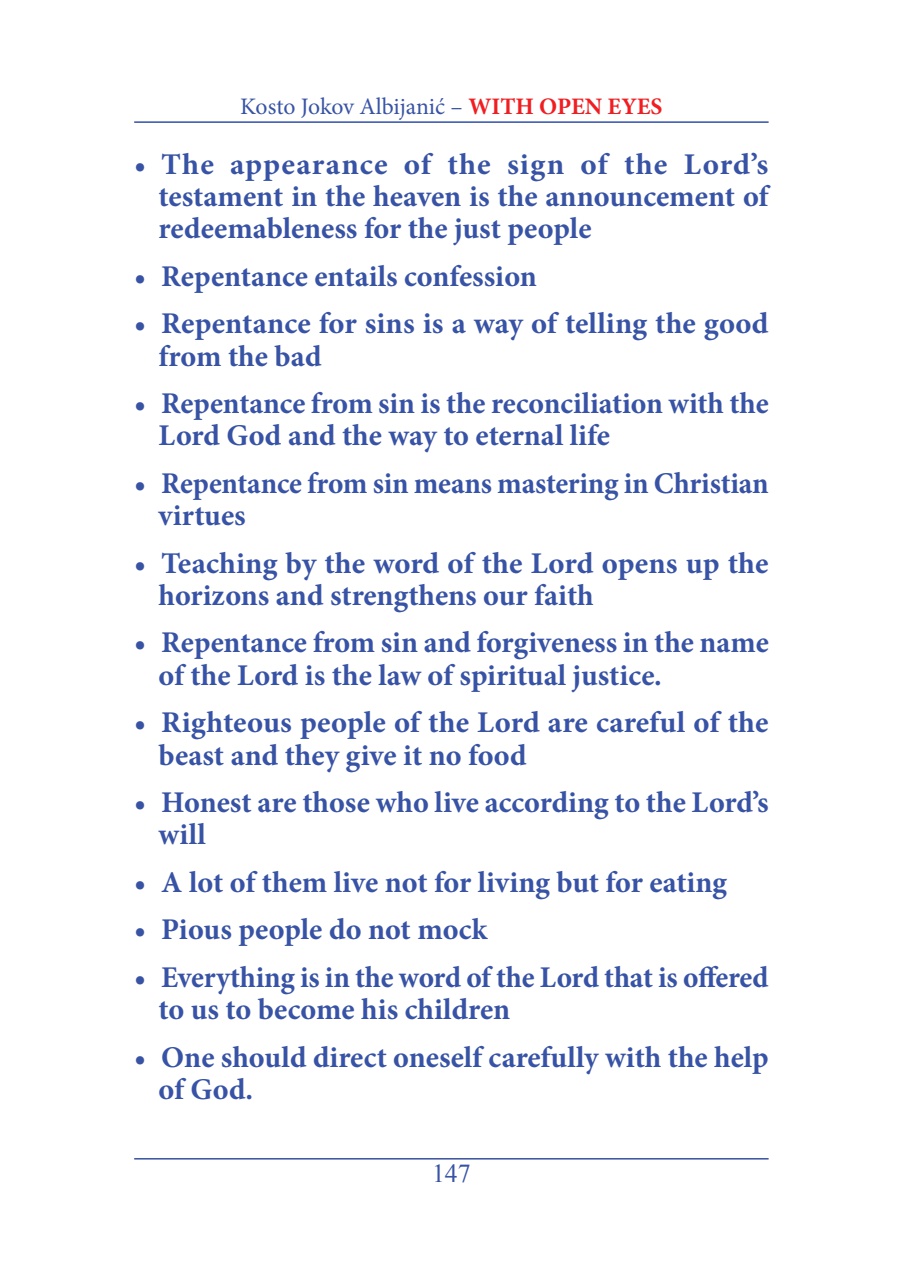 Kosto Jokov Albijanić – WITH OPEN EYES
• The appearance of the sign of the Lord’s
testament in the heaven is the announcement of
redeemableness for the just people
• Repentance entails confession
• Repentance for sins is a way of telling the good
from the bad
• Repentance from sin is the reconciliation with the
Lord God and the way to eternal life
• Repentance from sin means mastering in Christian
virtues
• Teaching by the word of the Lord opens up the
horizons and strengthens our faith
• Repentance from sin and forgiveness in the name
of the Lord is the law of spiritual justice.
• Righteous people of the Lord are careful of the
beast and they give it no food
• Honest are those who live according to the Lord’s
will
• A lot of them live not for living but for eating
• Pious people do not mock
• Everything is in the word of the Lord that is offered
to us to become his children
• One should direct oneself carefully with the help
of God.
147